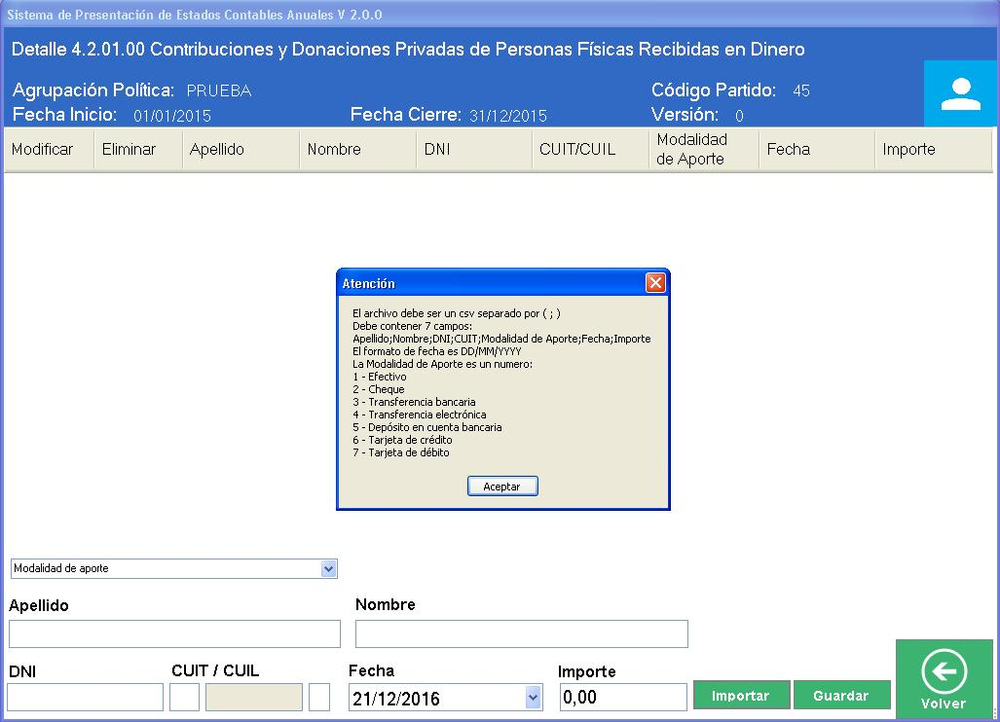 Sistema de Presentación de Estados Contables Anuales V 2.0.0
Detalle 4.2.01.00 Contribuciones y Donaciones Privadas de Personas Físicas Recibidas en Dinero
Agrupación Política: PRUEBA Código Partido: 45
Fecha Inicio: 01/01/2015 Fecha Cierre: 31/12/2015 Versión: 0
Modificar Eliminar Apellido Nombre DNI CUIT/CUIL Modalidad de Aporte Fecha Importe
Atención
El archivo debe ser un csv separado por ( ; )
Debe contener 7 campos:
Apellido;Nombre;DNI;CUIT;Modalidad de Aporte;Fecha;Importe
El formato de fecha es DD/MM/YYYY
La Modalidad de Aporte es un numero:
1 - Efectivo
2 - Cheque
3 - Transferencia bancaria
4 - Transferencia electrónica
5 - Depósito en cuenta bancaria
6 - Tarjeta de crédito
7 - Tarjeta de débito
Aceptar
Modalidad de aporte
Apellido Nombre
DNI CUIT / CUIL Fecha Importe
21/12/2016 0,00 Importar Guardar Volver